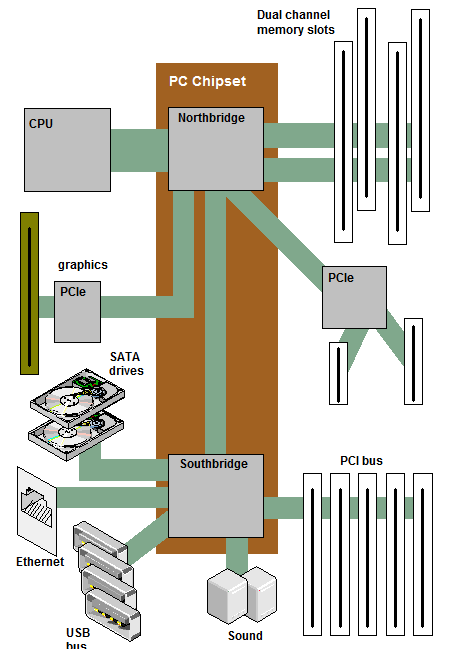 Dual channel
memory slots
PC Chipset
CPU
Northbridge
graphics
PCIe
PCIe
SATA
drives
Southbridge
PCI bus
Ethernet
USB
bus
Sound